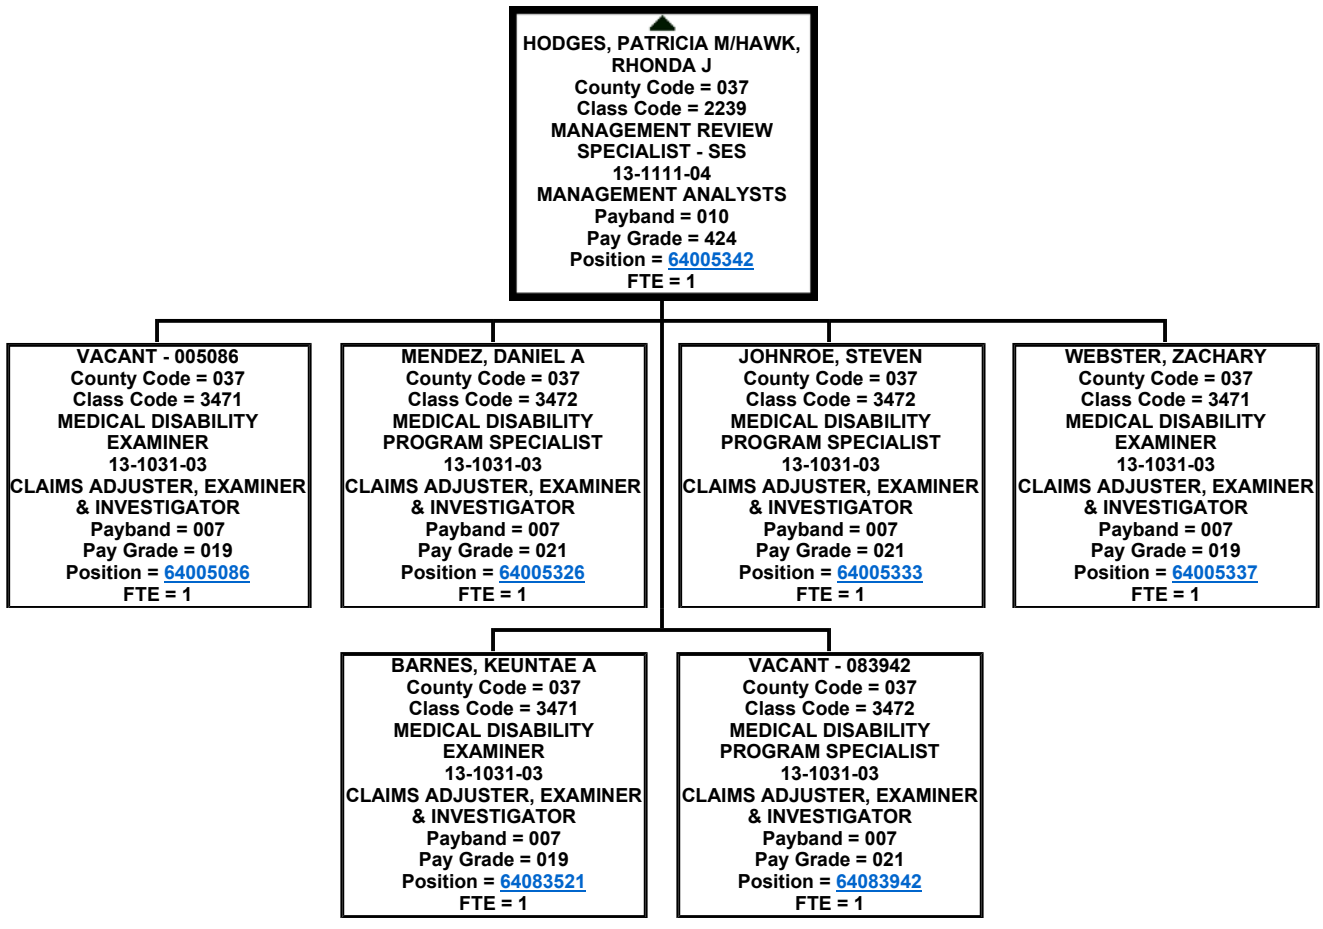 HODGES, PATRICIA M/HAWK,
RHONDA J
County Code = 037
Class Code = 2239
MANAGEMENT REVIEW
SPECIALIST - SES
13-1111-04
MANAGEMENT ANALYSTS
Payband = 010
Pay Grade = 424
Position = 64005342
FTE = 1
VACANT - 005086
County Code = 037
Class Code = 3471
MEDICAL DISABILITY
EXAMINER
13-1031-03
CLAIMS ADJUSTER, EXAMINER
& INVESTIGATOR
Payband = 007
Pay Grade = 019
Position = 64005086
FTE = 1
MENDEZ, DANIEL A
County Code = 037
Class Code = 3472
MEDICAL DISABILITY
PROGRAM SPECIALIST
13-1031-03
CLAIMS ADJUSTER, EXAMINER
& INVESTIGATOR
Payband = 007
Pay Grade = 021
Position = 64005326
FTE = 1
JOHNROE, STEVEN
County Code = 037
Class Code = 3472
MEDICAL DISABILITY
PROGRAM SPECIALIST
13-1031-03
CLAIMS ADJUSTER, EXAMINER
& INVESTIGATOR
Payband = 007
Pay Grade = 021
Position = 64005333
FTE = 1
WEBSTER, ZACHARY
County Code = 037
Class Code = 3471
MEDICAL DISABILITY
EXAMINER
13-1031-03
CLAIMS ADJUSTER, EXAMINER
& INVESTIGATOR
Payband = 007
Pay Grade = 019
Position = 64005337
FTE = 1
BARNES, KEUNTAE A
County Code = 037
Class Code = 3471
MEDICAL DISABILITY
EXAMINER
13-1031-03
CLAIMS ADJUSTER, EXAMINER
& INVESTIGATOR
Payband = 007
Pay Grade = 019
Position = 64083521
FTE = 1
VACANT - 083942
County Code = 037
Class Code = 3472
MEDICAL DISABILITY
PROGRAM SPECIALIST
13-1031-03
CLAIMS ADJUSTER, EXAMINER
& INVESTIGATOR
Payband = 007
Pay Grade = 021
Position = 64083942
FTE = 1